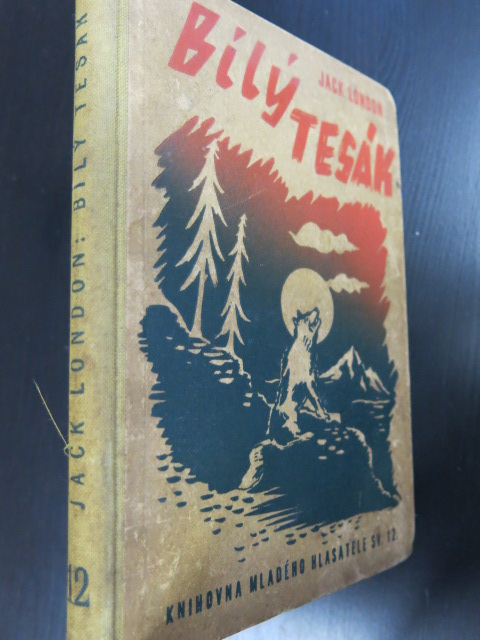 BÍLÝ
JACK LONDON
TESÁK
KNIHOVNA MLADÉHO HLASATELE SV. 12
JACK LONDON: BÍLÝ TESÁK
12